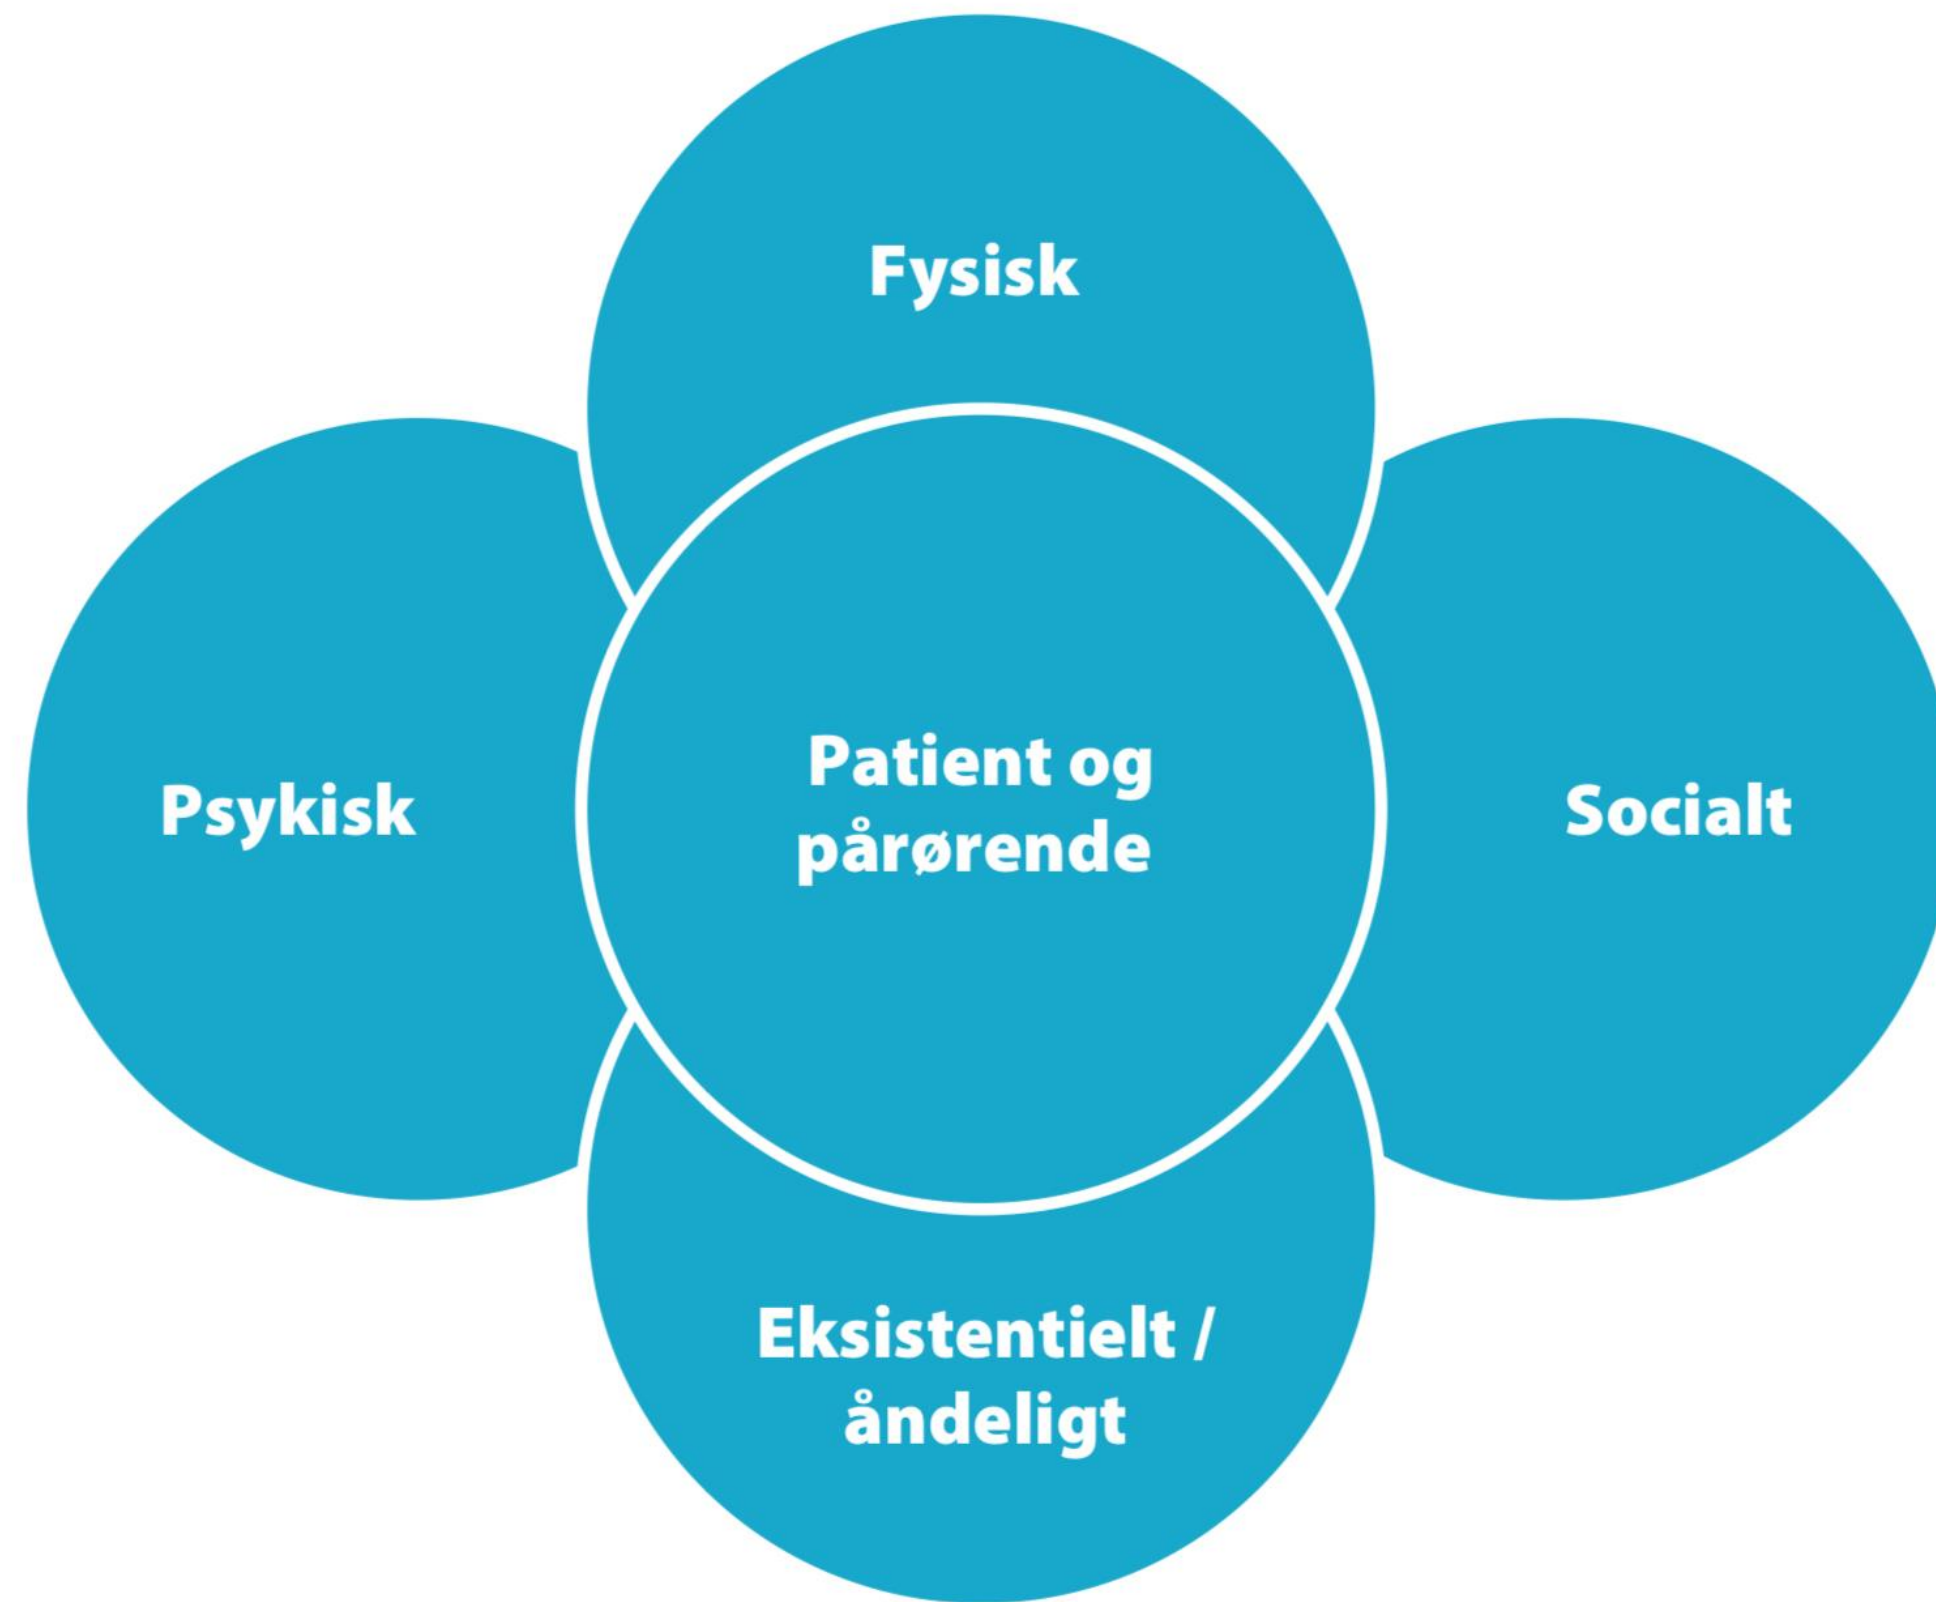 Fysisk
Psykisk
Patient og
pårørende
Socialt
Eksistentielt /
åndeligt